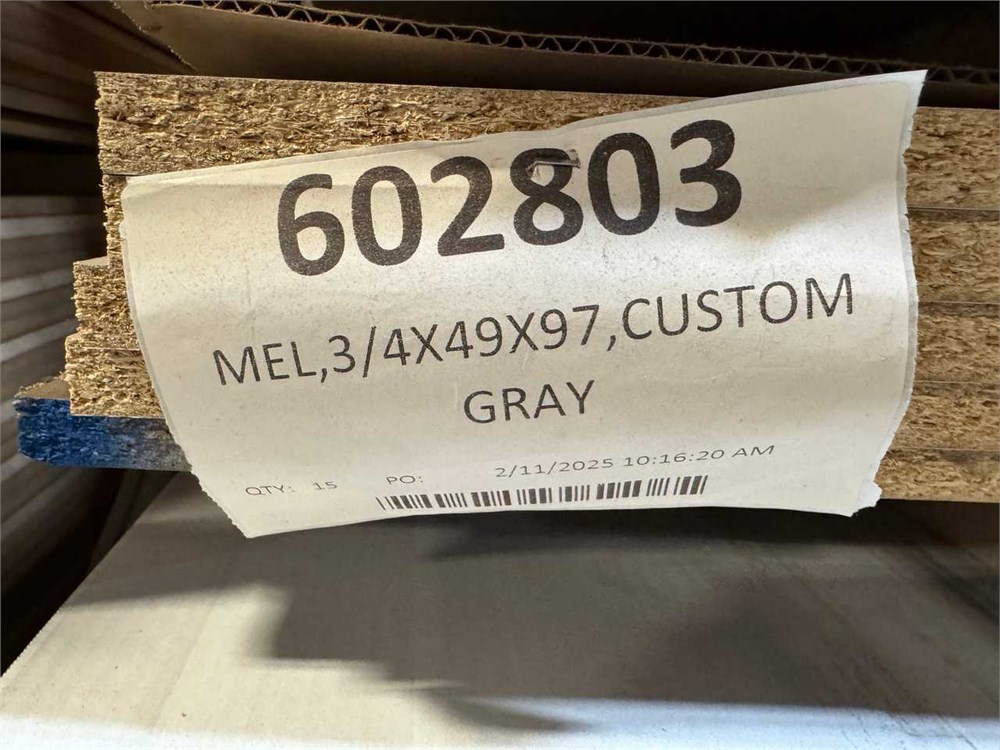 602803
MEL,3/4X49X97,CUSTOM
GRAY
QTY: 15 PO: 2/11/2025 10:16:20 AM